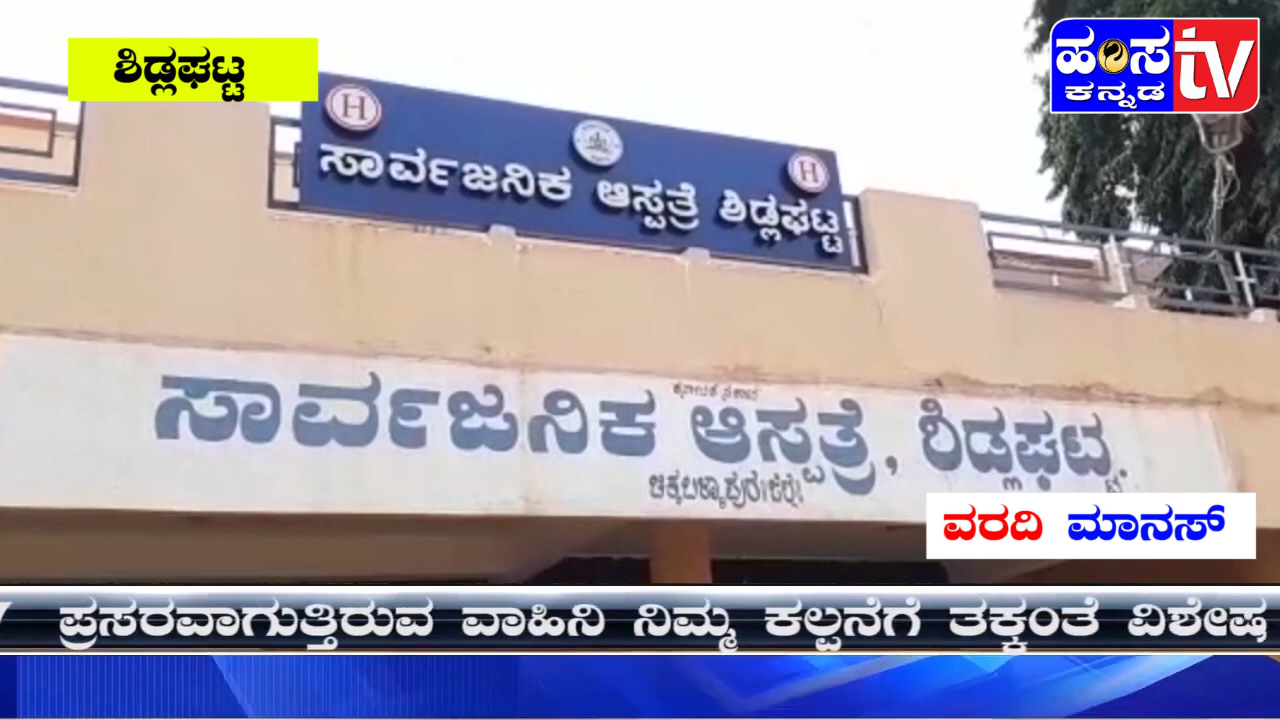 ಶಿಡ್ಲಘಟ್ಟ
ಹಂಸ
ಕನ್ನಡ
tv
H H
ಸಾರ್ವಜನಿಕ ಆಸ್ಪತ್ರೆ ಶಿಡ್ಲಘಟ್ಟ
ಕರ್ನಾಟಕ ಸರ್ಕಾರ
ಸಾರ್ವಜನಿಕ ಆಸ್ಪತ್ರೆ, ಶಿಡ್ಲಘಟ್ಟ.
ಚಿಕ್ಕಬಳ್ಳಾಪುರ ಜಿಲ್ಲೆ
ವರದಿ ಮಾನಸ್
ಪ್ರಸರವಾಗುತ್ತಿರುವ ವಾಹಿನಿ ನಿಮ್ಮ ಕಲ್ಪನೆಗೆ ತಕ್ಕಂತೆ ವಿಶೇಷ